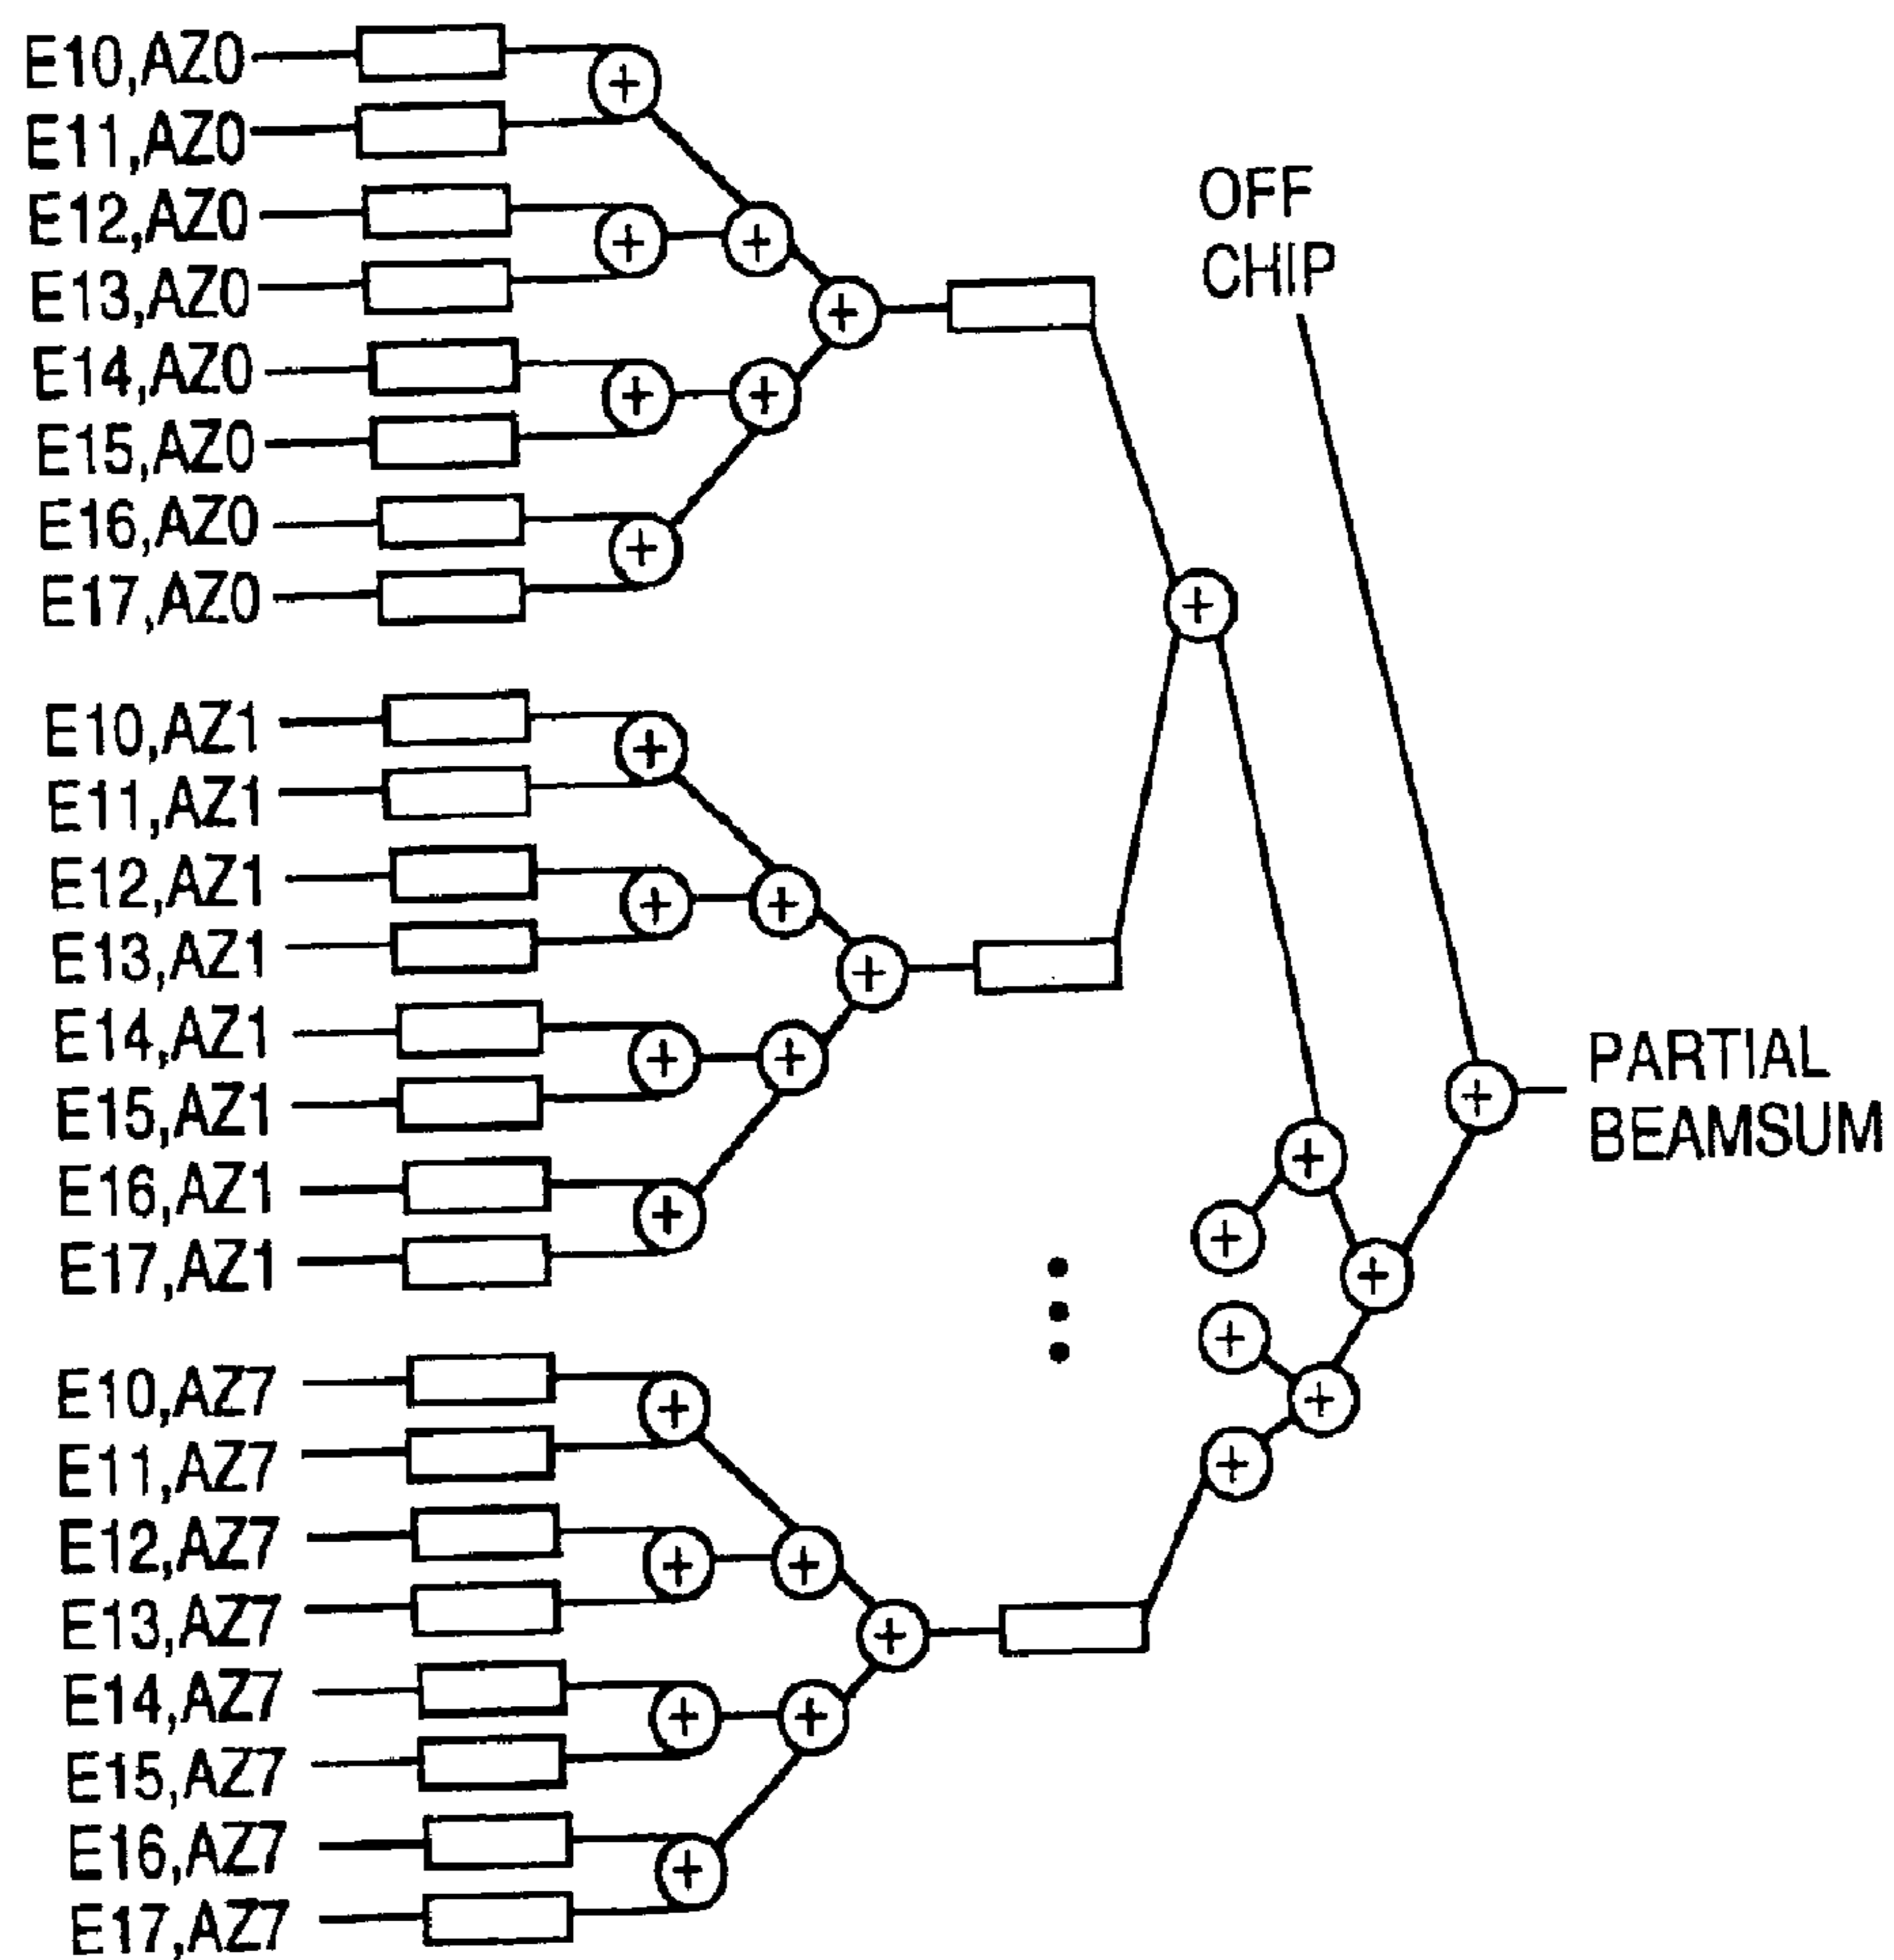 E10,AZ0
E11,AZ0
E12,AZ0
E13,AZ0
E14,AZ0
E15,AZ0
E16,AZ0
E17,AZ0
OFF
CHIP
E10,AZ1
E11,AZ1
E12,AZ1
E13,AZ1
E14,AZ1
E15,AZ1
E16,AZ1
E17,AZ1
PARTIAL
BEAMSUM
E10,AZ7
E11,AZ7
E12,AZ7
E13,AZ7
E14,AZ7
E15,AZ7
E16,AZ7
E17,AZ7